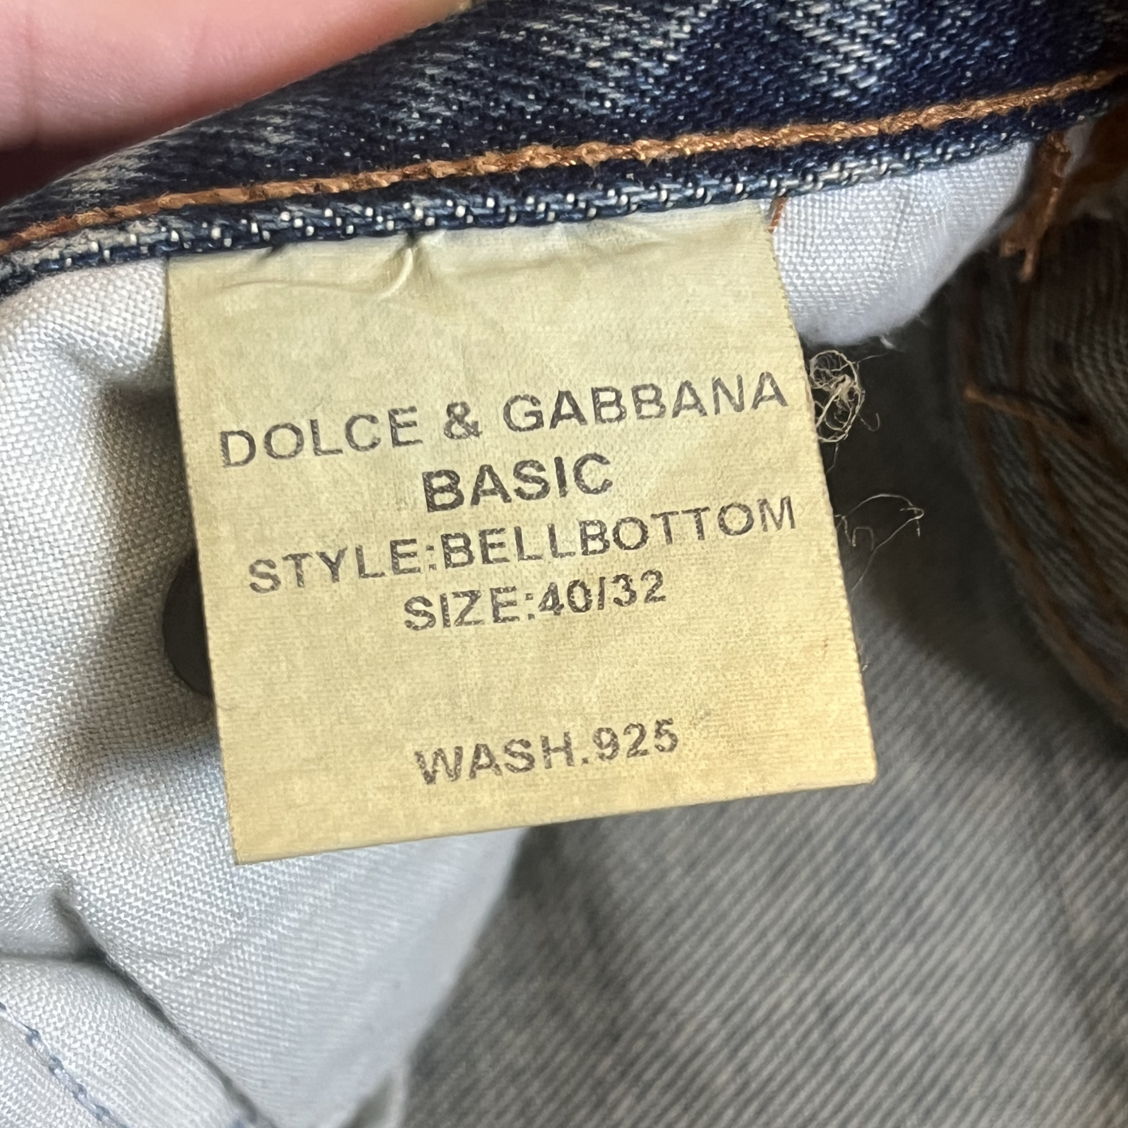 DOLCE & GABBANA
BASIC
STYLE:BELLBOTTOM
SIZE:40/32
WASH.925